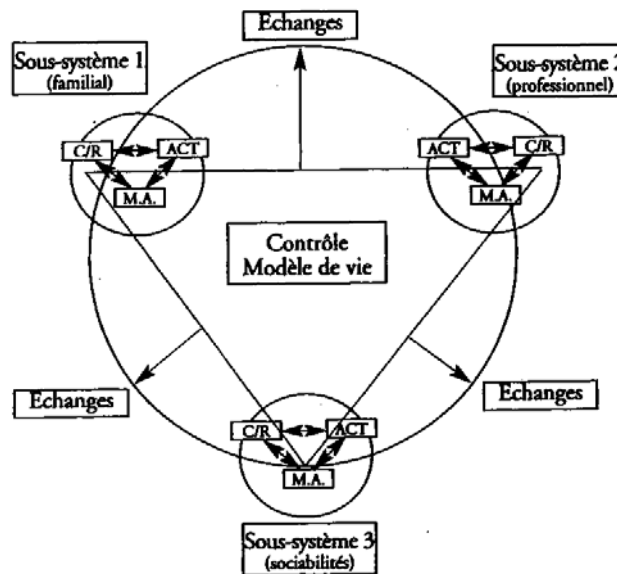 Echanges
Sous-système 1
(familial)
Sous-système 2
(professionnel)
C/R
ACT
M.A.
ACT
C/R
M.A.
Contrôle
Modèle de vie
Echanges
Echanges
C/R
ACT
M.A.
Sous-système 3
(sociabilités)